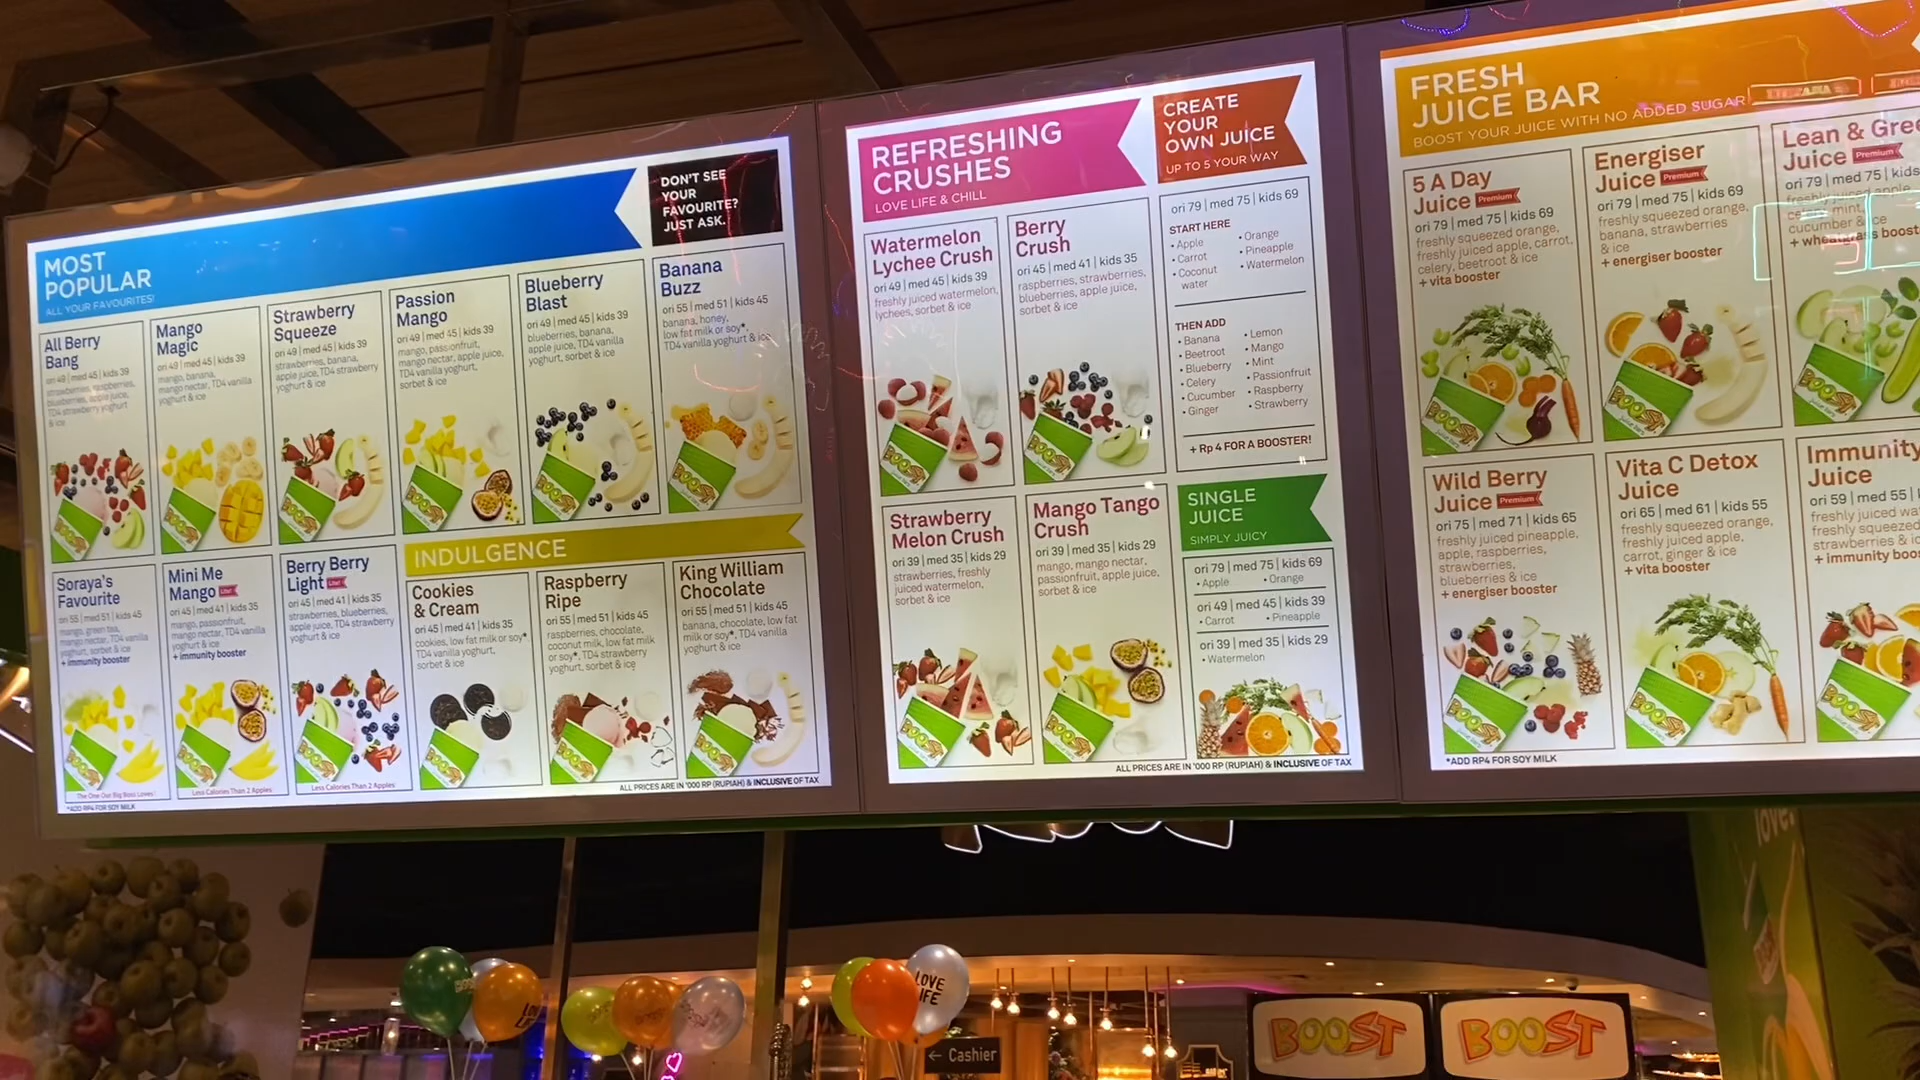 MOST
POPULAR
ALL YOUR FAVOURITES!
DON'T SEE
YOUR
FAVOURITE?
JUST ASK.
All Berry
Bang
ori 49 | med 45 | kids 39
strawberries, raspberries,
blueberries, apple juice,
TD4 strawberry yoghurt
& ice
Mango
Magic
ori 49 | med 45 | kids 39
mango, banana,
mango nectar, TD4 vanilla
yoghurt & ice
Strawberry
Squeeze
ori 49 | med 45 | kids 39
strawberries, banana,
apple juice, TD4 strawberry
yoghurt & ice
Passion
Mango
ori 49 | med 45 | kids 39
mango, passionfruit,
mango nectar, apple juice,
TD4 vanilla yoghurt,
sorbet & ice
Blueberry
Blast
ori 49 | med 45 | kids 39
blueberries, banana,
apple juice, TD4 vanilla
yoghurt, sorbet & ice
Banana
Buzz
ori 55 | med 51 | kids 45
banana, honey,
low fat milk or soy*,
TD4 vanilla yoghurt & ice
Soraya's
Favourite
ori 55 | med 51 | kids 45
mango, green tea,
mango nectar, TD4 vanilla
yoghurt, sorbet & ice
+ immunity booster
The One Our Big Boss Loves!
Mini Me
Mango Lite!
ori 45 | med 41 | kids 35
mango, passionfruit,
mango nectar, TD4 vanilla
yoghurt & ice
+ immunity booster
Less Calories Than 2 Apples
Berry Berry
Light Lite!
ori 45 | med 41 | kids 35
strawberries, blueberries,
apple juice, TD4 strawberry
yoghurt & ice
Less Calories Than 2 Apples
INDULGENCE
Cookies
& Cream
ori 45 | med 41 | kids 35
cookies, low fat milk or soy*,
TD4 vanilla yoghurt,
sorbet & ice
Raspberry
Ripe
ori 55 | med 51 | kids 45
raspberries, chocolate,
coconut milk, low fat milk
or soy*, TD4 strawberry
yoghurt, sorbet & ice
King William
Chocolate
ori 55 | med 51 | kids 45
banana, chocolate, low fat
milk or soy*, TD4 vanilla
yoghurt & ice
*ADD RP4 FOR SOY MILK
ALL PRICES ARE IN '000 RP (RUPIAH) & INCLUSIVE OF TAX
REFRESHING
CRUSHES
LOVE LIFE & CHILL
Watermelon
Lychee Crush
ori 49 | med 45 | kids 39
freshly juiced watermelon,
lychees, sorbet & ice
Berry
Crush
ori 45 | med 41 | kids 35
raspberries, strawberries,
blueberries, apple juice,
sorbet & ice
Strawberry
Melon Crush
ori 39 | med 35 | kids 29
strawberries, freshly
juiced watermelon,
sorbet & ice
Mango Tango
Crush
ori 39 | med 35 | kids 29
mango, mango nectar,
passionfruit, apple juice,
sorbet & ice
CREATE
YOUR
OWN JUICE
UP TO 5 YOUR WAY
ori 79 | med 75 | kids 69
START HERE
• Apple
• Carrot
• Coconut
water
• Orange
• Pineapple
• Watermelon
THEN ADD
• Banana
• Beetroot
• Blueberry
• Celery
• Cucumber
• Ginger
• Lemon
• Mango
• Mint
• Passionfruit
• Raspberry
• Strawberry
+ Rp 4 FOR A BOOSTER!
SINGLE
JUICE
SIMPLY JUICY
ori 79 | med 75 | kids 69
• Apple • Orange
ori 49 | med 45 | kids 39
• Carrot • Pineapple
ori 39 | med 35 | kids 29
• Watermelon
ALL PRICES ARE IN '000 RP (RUPIAH) & INCLUSIVE OF TAX
FRESH
JUICE BAR
BOOST YOUR JUICE WITH NO ADDED SUGAR
5 A Day
Juice Premium
ori 79 | med 75 | kids 69
freshly squeezed orange,
freshly juiced apple, carrot,
celery, beetroot & ice
+ vita booster
Energiser
Juice Premium
ori 79 | med 75 | kids 69
freshly squeezed orange,
banana, strawberries
& ice
+ energiser booster
Lean & Gree
Juice Premium
ori 79 | med 75 | kids
freshly juiced apple,
celery, mint,
cucumber & ice
+ wheatgrass boost
Wild Berry
Juice Premium
ori 75 | med 71 | kids 65
freshly juiced pineapple,
apple, raspberries,
strawberries,
blueberries & ice
+ energiser booster
Vita C Detox
Juice
ori 65 | med 61 | kids 55
freshly squeezed orange,
freshly juiced apple,
carrot, ginger & ice
+ vita booster
Immunity
Juice
ori 59 | med 55 |
freshly juiced wa
freshly squeezed
strawberries & ic
+ immunity boos
*ADD RP4 FOR SOY MILK
love!
LOVE
LIFE
← Cashier
BOOST
BOOST